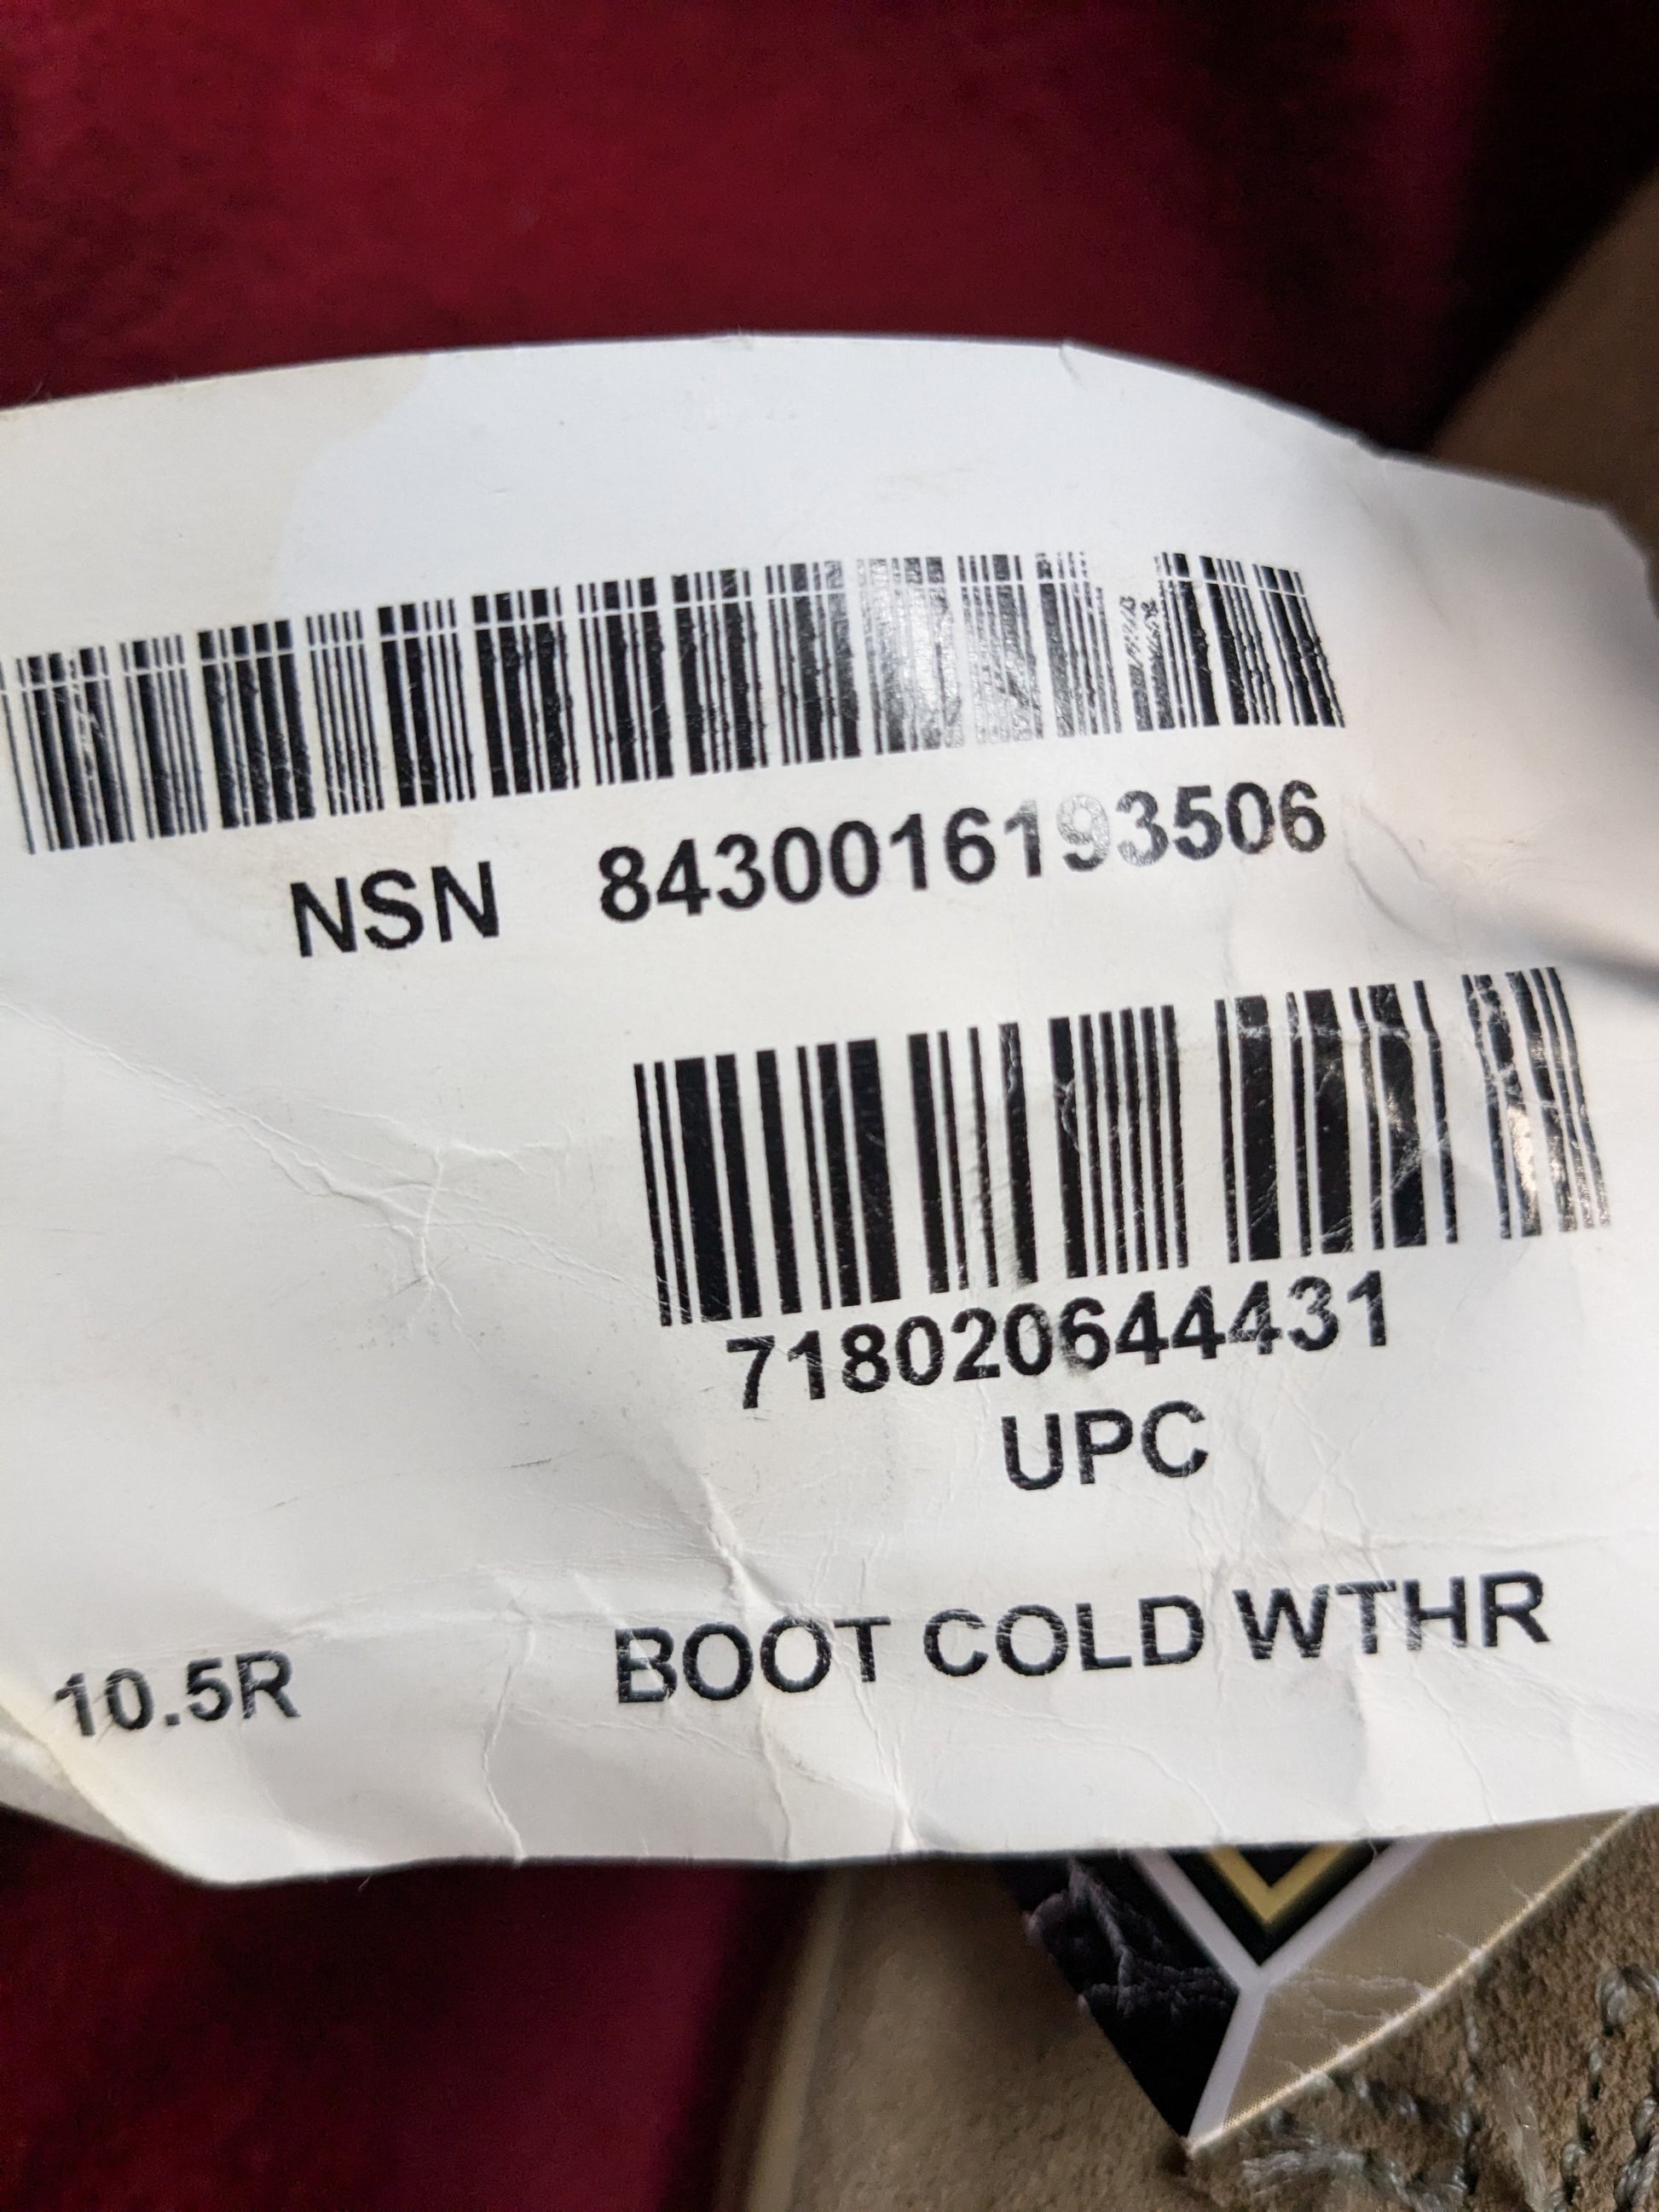 NSN 8430016193506
718020644431
UPC
10.5R BOOT COLD WTHR